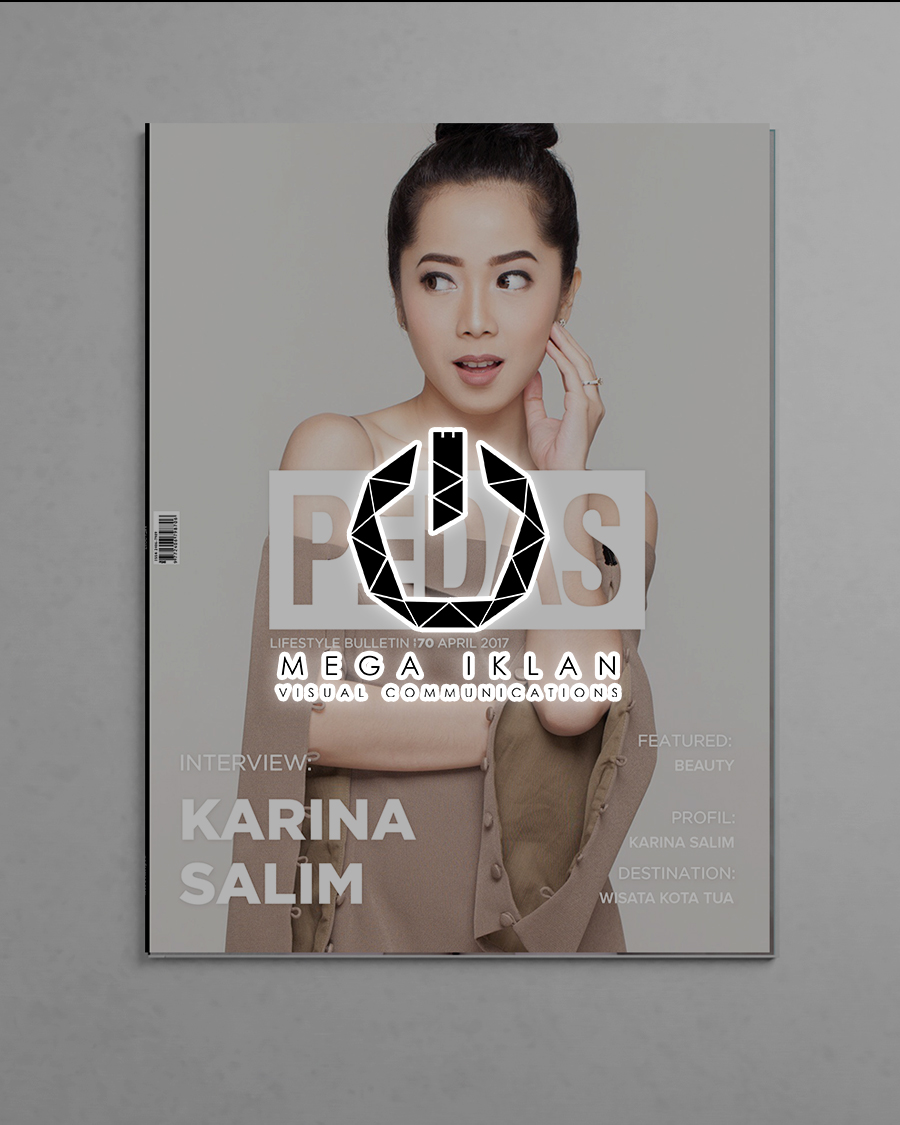 PEDAS
LIFESTYLE BULLETIN
70 APRIL 2017
MEGA IKLAN
VISUAL COMMUNICATIONS
INTERVIEW:
KARINA
SALIM
FEATURED:
BEAUTY
PROFIL:
KARINA SALIM
DESTINATION:
WISATA KOTA TUA